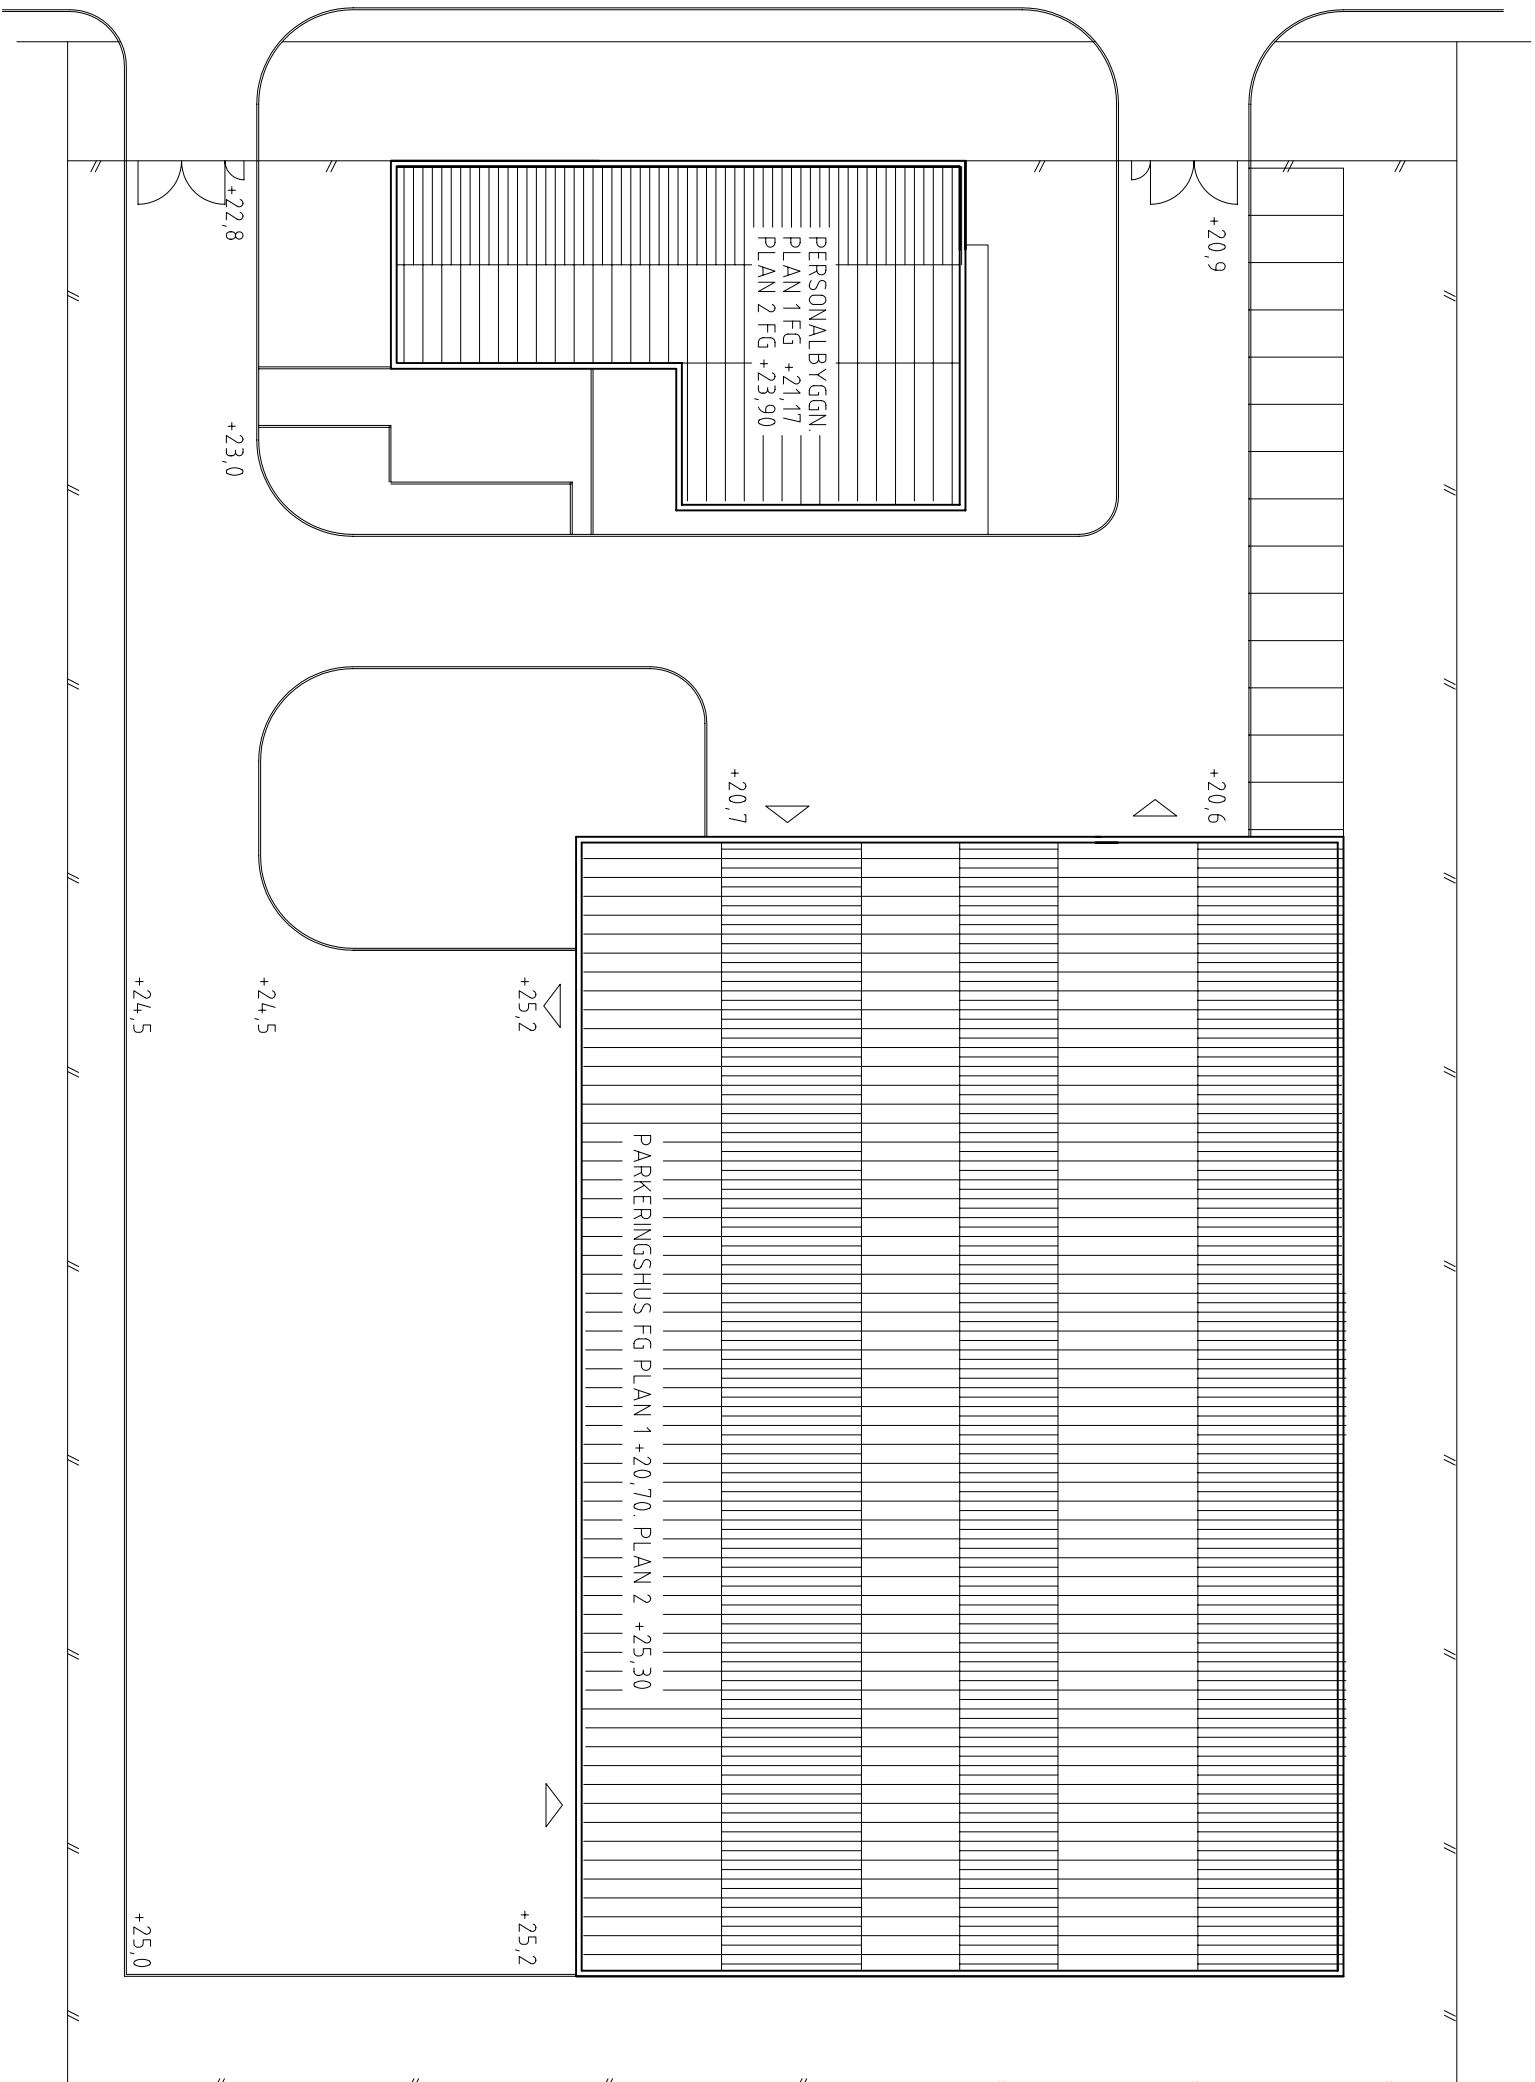 +20,9
+20,6
PERSONALBYGGN.
PLAN 1 FG +21,17
PLAN 2 FG +23,90
+20,7
PARKERINGSHUS FG PLAN 1 +20,70. PLAN 2 +25,30
+25,2
+25,2
+24,5
+22,8
+23,0
+24,5
+25,0